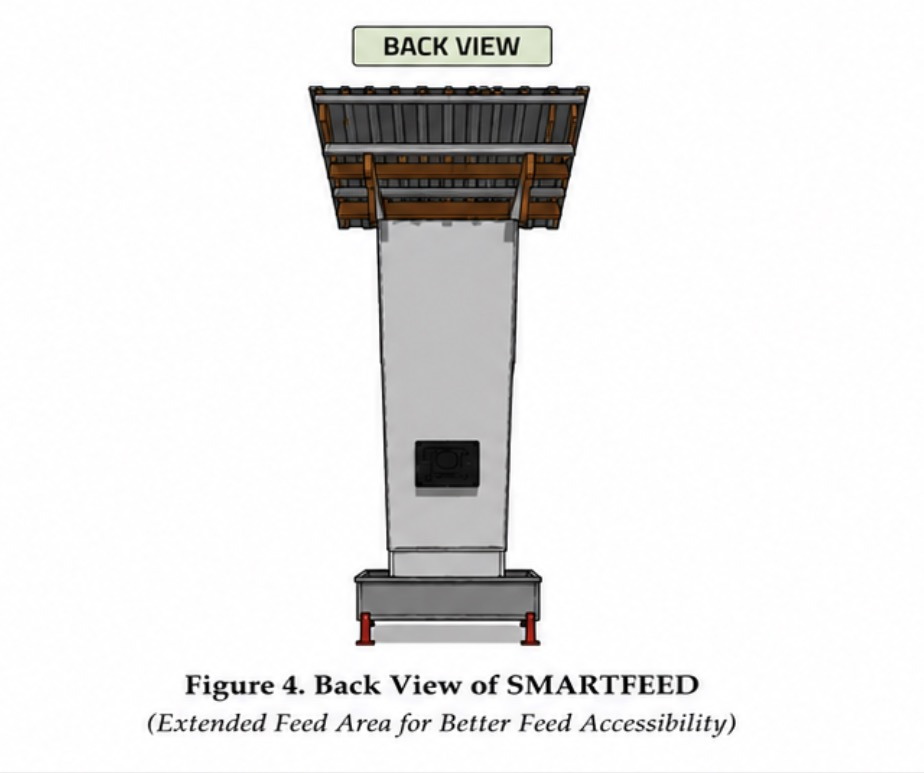 BACK VIEW
Figure 4. Back View of SMARTFEED
(Extended Feed Area for Better Feed Accessibility)